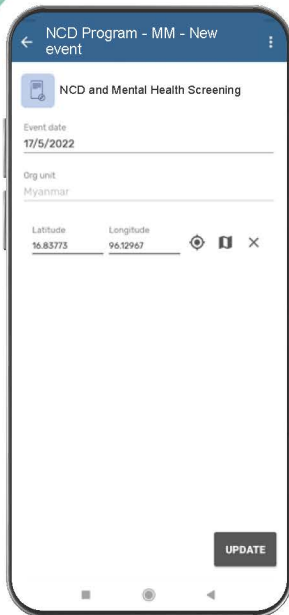 NCD Program - MM - New
event
NCD and Mental Health Screening
Event date
17/5/2022
Org unit
Myanmar
Latitude Longitude
16.83773 96.12967
UPDATE